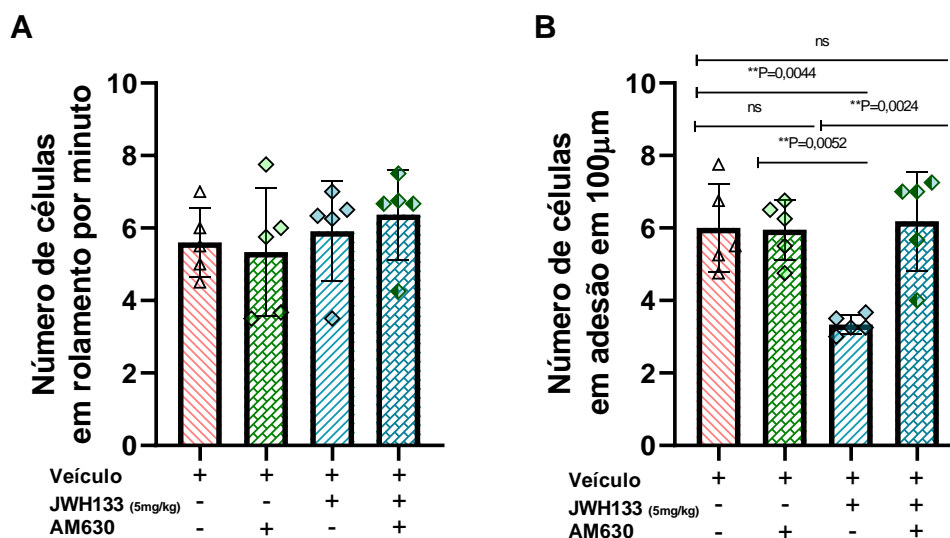 A
Número de células
em rolamento por minuto
10
8
6
4
2
0
Veículo + + + +
JWH133 (5mg/kg) - - + +
AM630 - + - +
B
ns
**P=0,0044
ns
**P=0,0024
**P=0,0052
Número de células
em adesão em 100µm
10
8
6
4
2
0
Veículo + + + +
JWH133 (5mg/kg) - - + +
AM630 - + - +